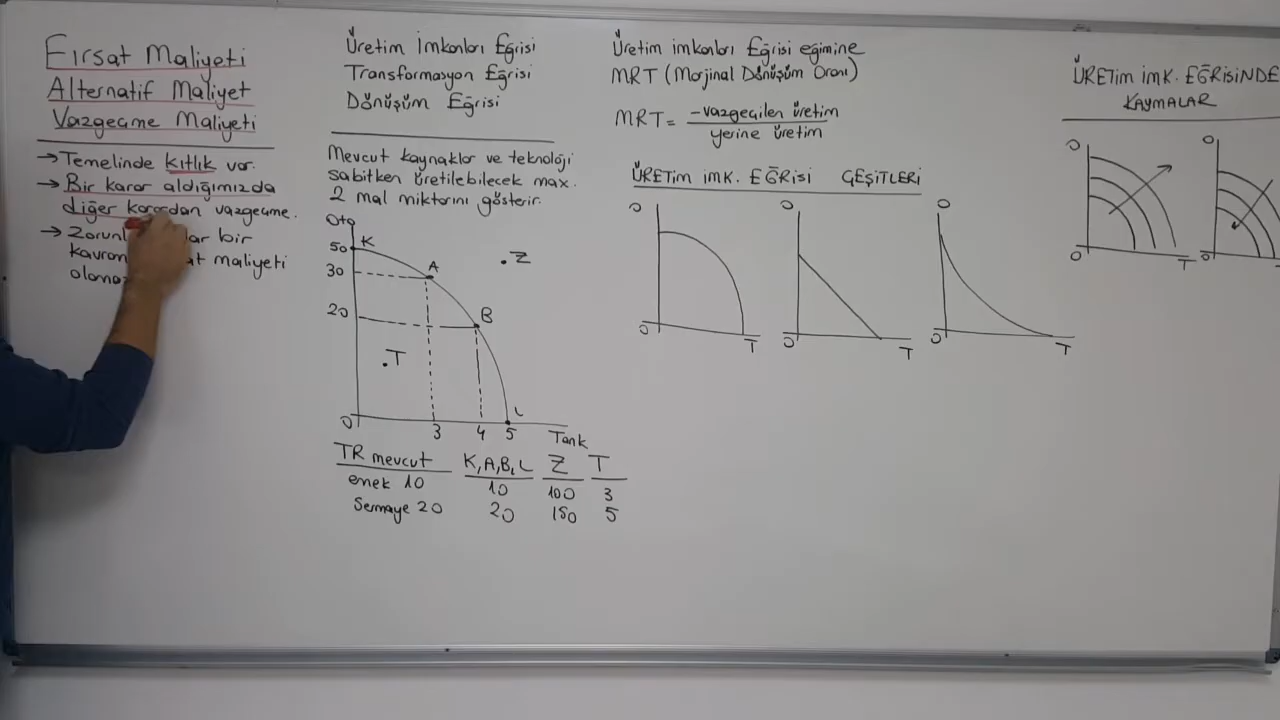 Fırsat Maliyeti
Alternatif Maliyet
Vazgeçme Maliyeti
→ Temelinde kıtlık var.
→ Bir karar aldığımızda
diğer karardan vazgeçme.
→ bir
maliyeti
Üretim İmkanları Eğrisi
Transformasyon Eğrisi
Dönüşüm Eğrisi
Mevcut kaynaklar ve teknoloji
sabitken üretilebilecek max.
2 mal miktarını gösterir.
Oto
50 K
30 A
20 B
.Z
.T
L
0 3 4 5 Tank
TR mevcut K,A,B,L Z T
emek 10 10 100 3
Sermaye 20 20 150 5
Üretim imkanları Eğrisi eğimine
MRT (Marjinal Dönüşüm Oranı)
MRT = -vazgeçilen üretim
yerine üretim
ÜRETİM İMK. EĞRİSİ ÇEŞİTLERİ
O O O
0 T 0 T 0 T
ÜRETİM İMK. EĞRİSİNDE
KAYMALAR
O O
0 T 0